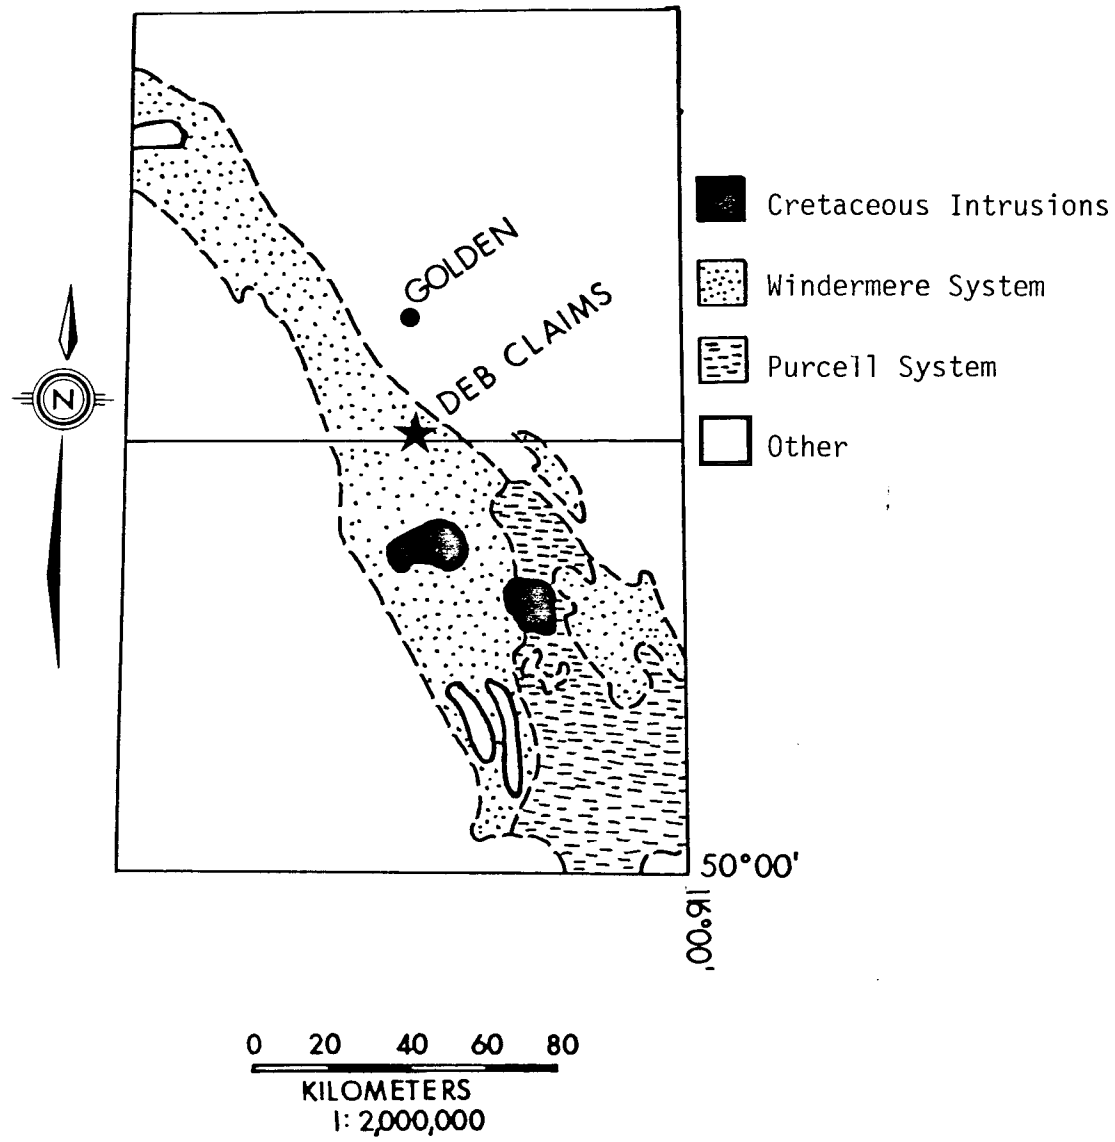 GOLDEN
DEB CLAIMS
N
Cretaceous Intrusions
Windermere System
Purcell System
Other
50°00'
116°00'
0 20 40 60 80
KILOMETERS
1: 2,000,000